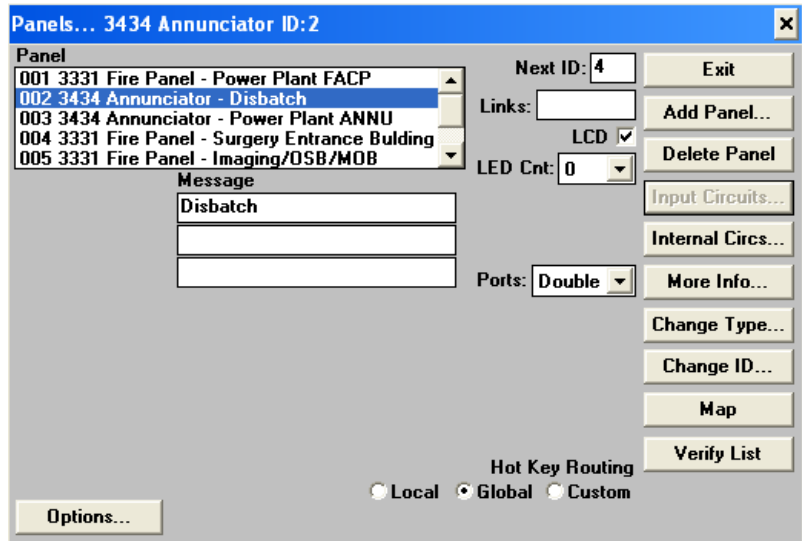 Panels... 3434 Annunciator ID:2
Panel
001 3331 Fire Panel - Power Plant FACP
002 3434 Annunciator - Disbatch
003 3434 Annunciator - Power Plant ANNU
004 3331 Fire Panel - Surgery Entrance Bulding
005 3331 Fire Panel - Imaging/OSB/MOB
Message
Disbatch
Next ID: 4
Links:
LCD
LED Cnt: 0
Ports: Double
Hot Key Routing
Local Global Custom
Exit
Add Panel...
Delete Panel
Input Circuits...
Internal Circs...
More Info...
Change Type...
Change ID...
Map
Verify List
Options...